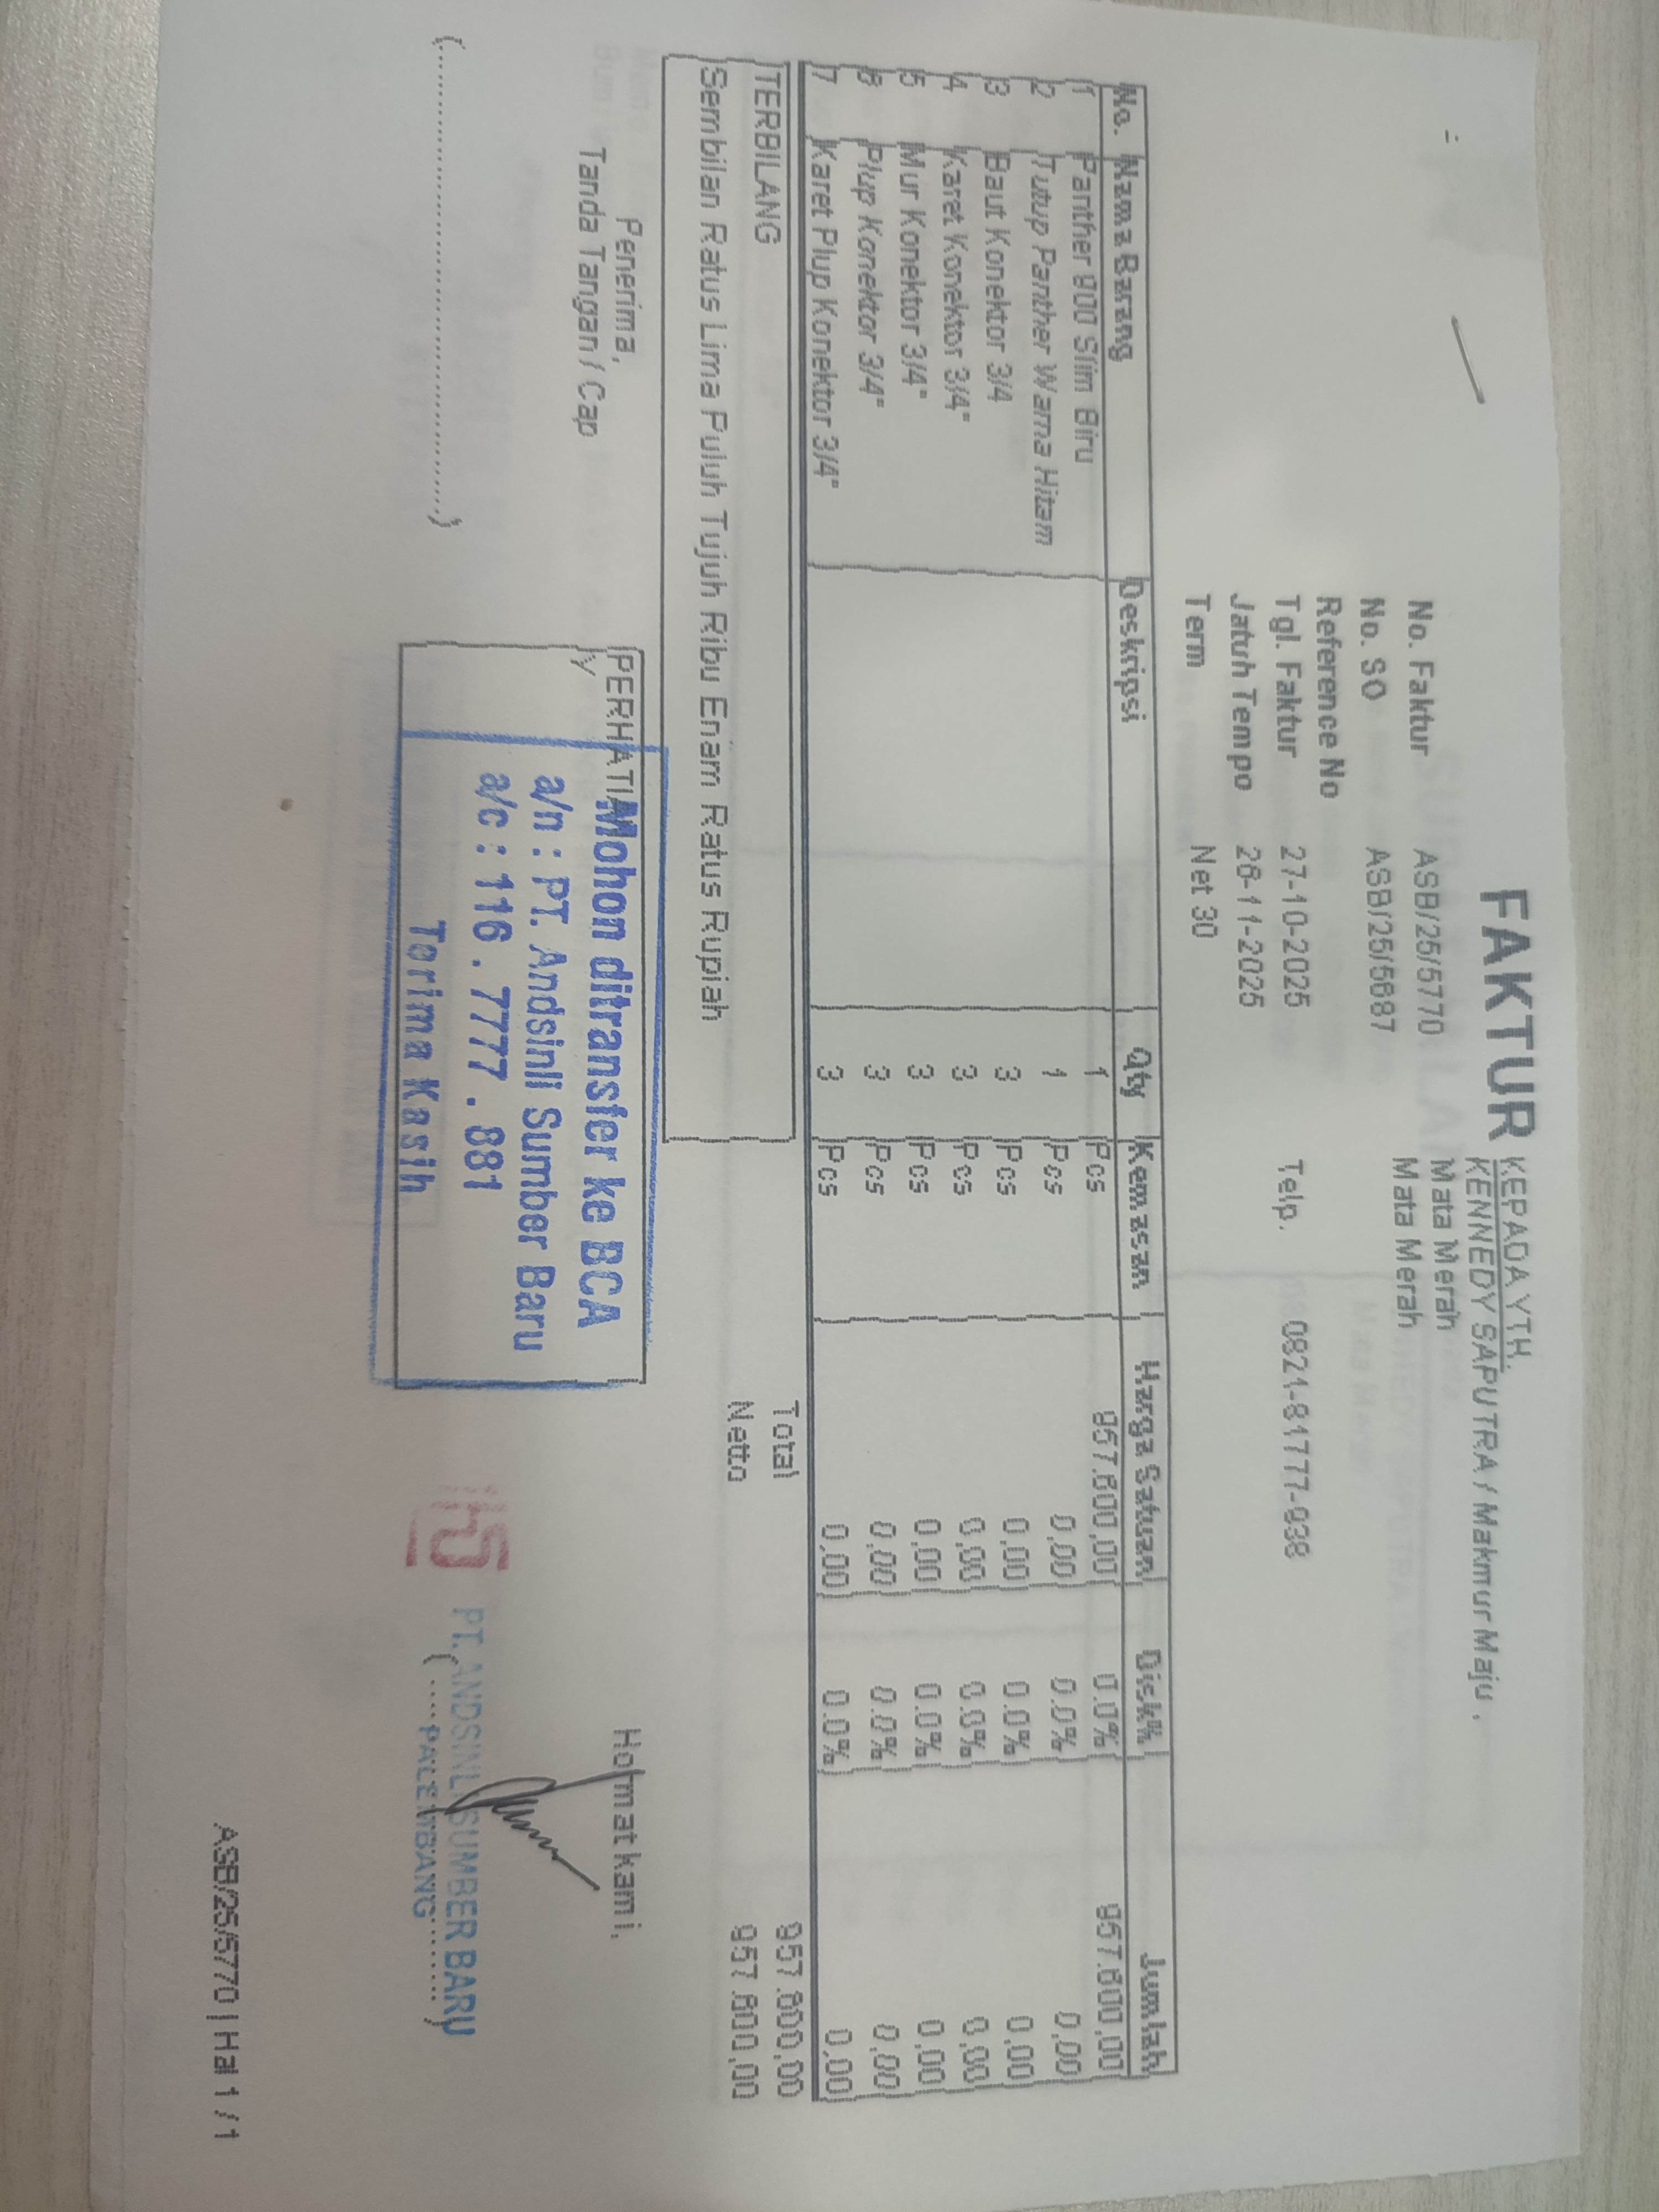 FAKTUR
KEPADA YTH.
KENNEDY SAPUTRA / Makmur Maju .
Mata Merah
Mata Merah
Telp. 0821-81777-938
No. Faktur ASB/25/5770
No. SO ASB/25/5687
Reference No
Tgl. Faktur 27-10-2025
Jatuh Tempo 26-11-2025
Term Net 30
No. Nama Barang Deskripsi Qty Kemasan Harga Satuan Disk% Jumlah
1 Panther 800 Slim Biru 1 Pcs 957.600,00 0.0% 957.600,00
2 Tutup Panther Warna Hitam 1 Pcs 0,00 0.0% 0,00
3 Baut Konektor 3/4 3 Pcs 0,00 0.0% 0,00
4 Karet Konektor 3/4" 3 Pcs 0,00 0.0% 0,00
5 Mur Konektor 3/4" 3 Pcs 0,00 0.0% 0,00
6 Plup Konektor 3/4" 3 Pcs 0,00 0.0% 0,00
7 Karet Plup Konektor 3/4" 3 Pcs 0,00 0.0% 0,00
TERBILANG
Sembilan Ratus Lima Puluh Tujuh Ribu Enam Ratus Rupiah
Total 957.600,00
Netto 957.600,00
Penerima,
Tanda Tangan / Cap
(..............................)
Mohon ditransfer ke BCA
a/n : PT. Andsinli Sumber Baru
a/c : 116 . 7777 . 881
Terima Kasih
Hormat kami,
PT. ANDSINLI SUMBER BARU
PALEMBANG
ASB/25/5770 | Hal 1 / 1